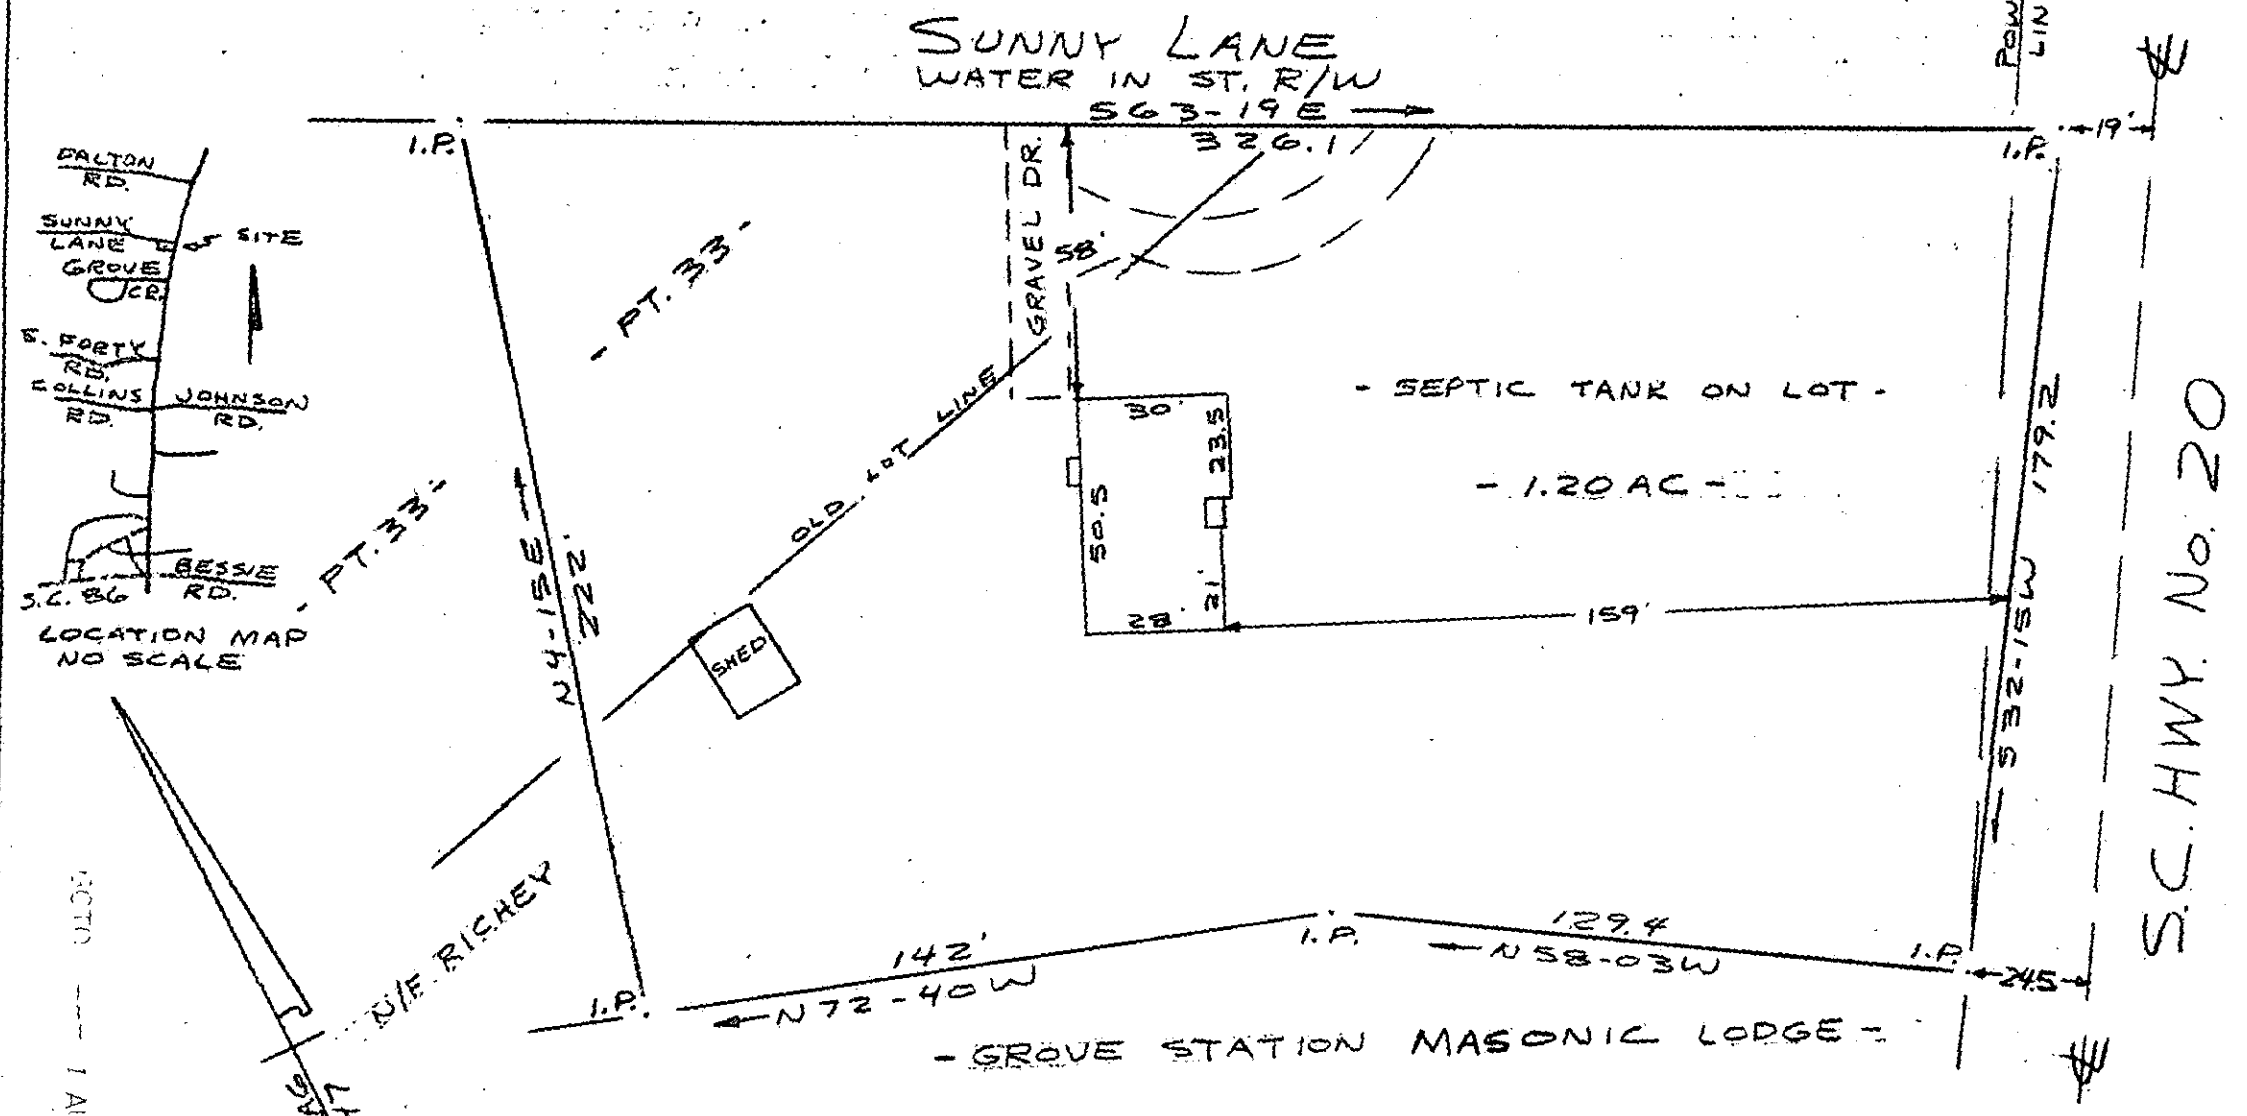 SUNNY LANE
WATER IN ST. R/W
S63-19E
326.1
I.P.
I.P.
19'
DALTON
RD.
SUNNY
LANE
SITE
GROVE
CR.
E. FORTY
RD.
COLLINS
RD.
JOHNSON
RD.
BESSIE
RD.
S.C. 86
LOCATION MAP
NO SCALE
- PT. 33 -
- PT. 33 -
GRAVEL DR.
58'
OLD LOT LINE
SHED
30'
23.5
50.5
28'
21'
- SEPTIC TANK ON LOT -
- 1.20 AC -
159'
179.2
S32-15W
N4-15E
222'
N/F RICHEY
142'
N72-40W
I.P.
I.P.
129.4
N58-03W
I.P.
24.5
- GROVE STATION MASONIC LODGE -
S.C. HWY. No. 20